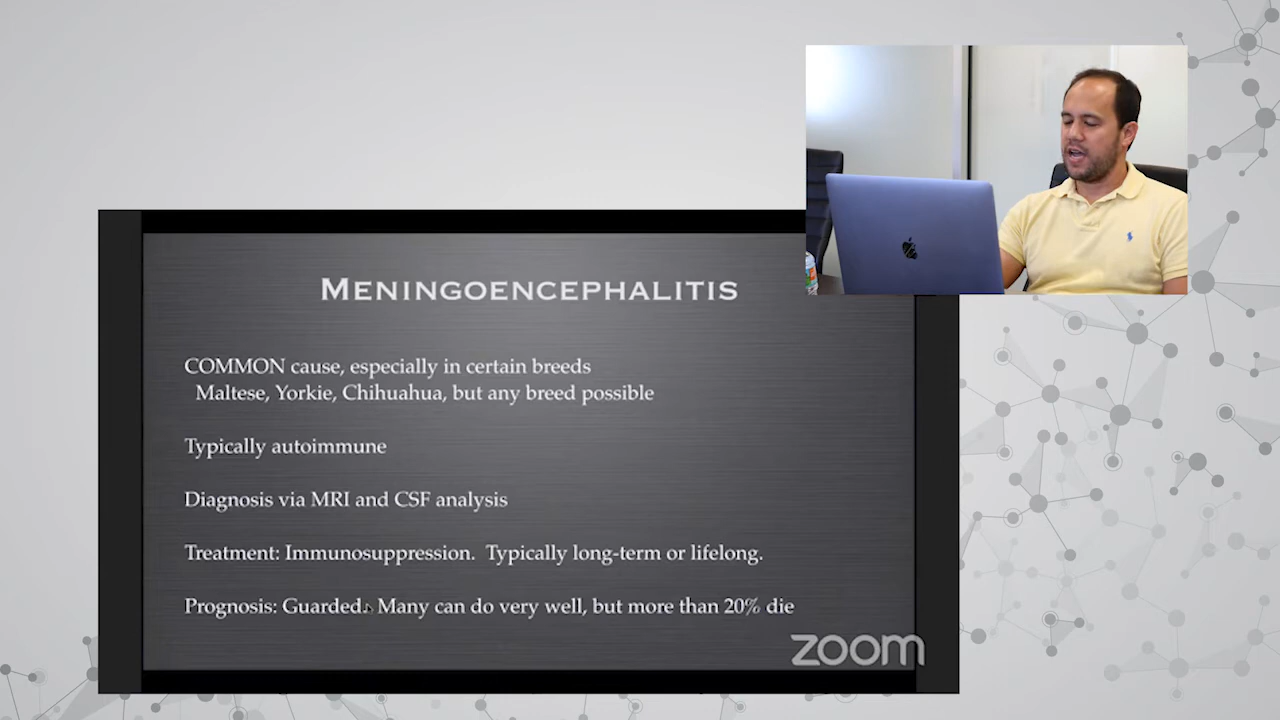 MENINGOENCEPHALITIS
COMMON cause, especially in certain breeds
Maltese, Yorkie, Chihuahua, but any breed possible
Typically autoimmune
Diagnosis via MRI and CSF analysis
Treatment: Immunosuppression. Typically long-term or lifelong.
Prognosis: Guarded. Many can do very well, but more than 20% die
zoom